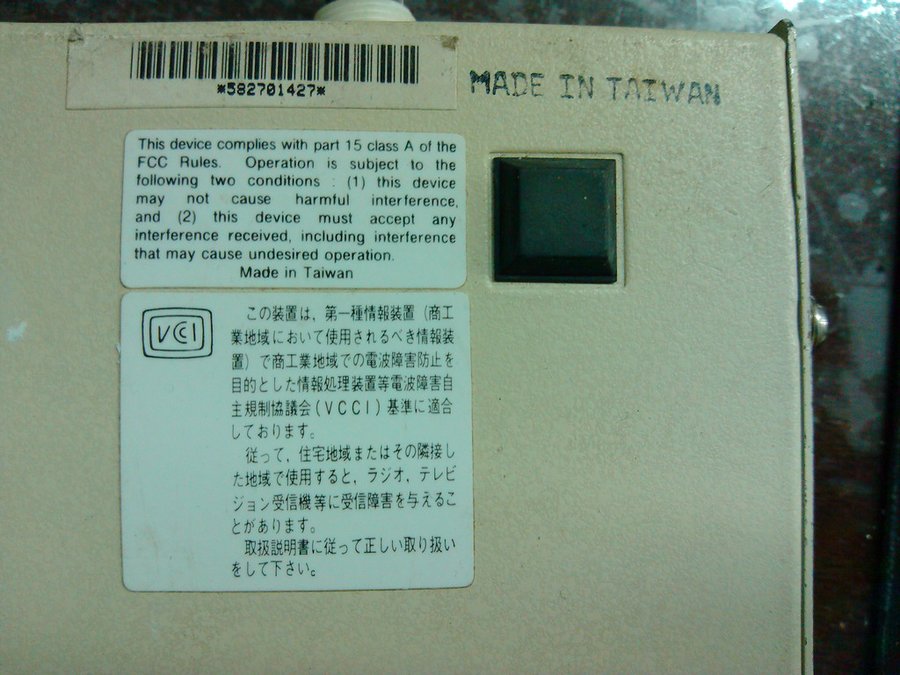 *582701427*
MADE IN TAIWAN
This device complies with part 15 class A of the
FCC Rules. Operation is subject to the
following two conditions : (1) this device
may not cause harmful interference,
and (2) this device must accept any
interference received, including interference
that may cause undesired operation.
Made in Taiwan
VCCI
この装置は、第一種情報装置（商工
業地域において使用されるべき情報装
置）で商工業地域での電波障害防止を
目的とした情報処理装置等電波障害自
主規制協議会(VCCI)基準に適合
しております。
従って、住宅地域またはその隣接し
た地域で使用すると、ラジオ、テレビ
ジョン受信機等に受信障害を与えるこ
とがあります。
取扱説明書に従って正しい取り扱い
をして下さい。